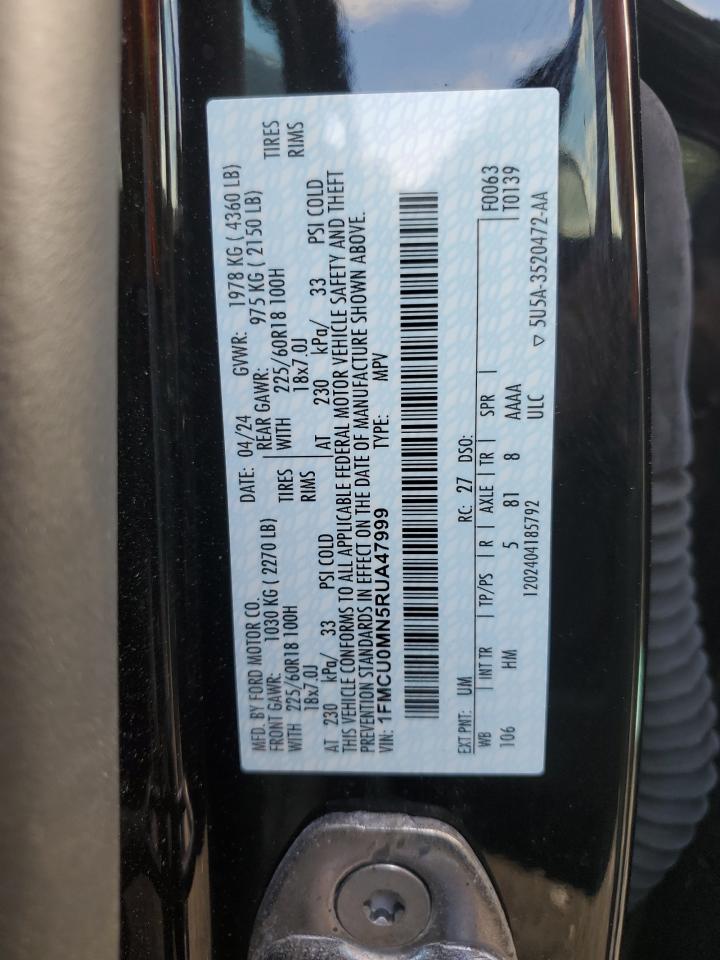 MFD. BY FORD MOTOR CO.
DATE: 04/24 GVWR: 1978 KG ( 4360 LB)
FRONT GAWR: 1030 KG ( 2270 LB)
REAR GAWR: 975 KG ( 2150 LB)
WITH 225/60R18 100H TIRES
WITH 225/60R18 100H TIRES
18x7.0J RIMS
18x7.0J RIMS
AT 230 kPa/ 33 PSI COLD
AT 230 kPa/ 33 PSI COLD
THIS VEHICLE CONFORMS TO ALL APPLICABLE FEDERAL MOTOR VEHICLE SAFETY AND THEFT
PREVENTION STANDARDS IN EFFECT ON THE DATE OF MANUFACTURE SHOWN ABOVE.
VIN: 1FMCU0MN5RUA47999 TYPE: MPV
EXT PNT: UM RC: 27 DSO: F0063
WB INT TR TP/PS R AXLE TR SPR T0139
106 HM 5 81 8 AAAA
1202404185792 ULC
▽ 5U5A-3520472-AA